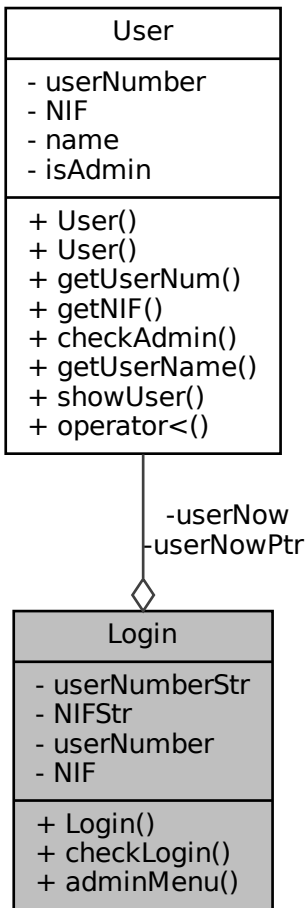 User
- userNumber
- NIF
- name
- isAdmin
+ User()
+ User()
+ getUserNum()
+ getNIF()
+ checkAdmin()
+ getUserName()
+ showUser()
+ operator<()
-userNow
-userNowPtr
Login
- userNumberStr
- NIFStr
- userNumber
- NIF
+ Login()
+ checkLogin()
+ adminMenu()